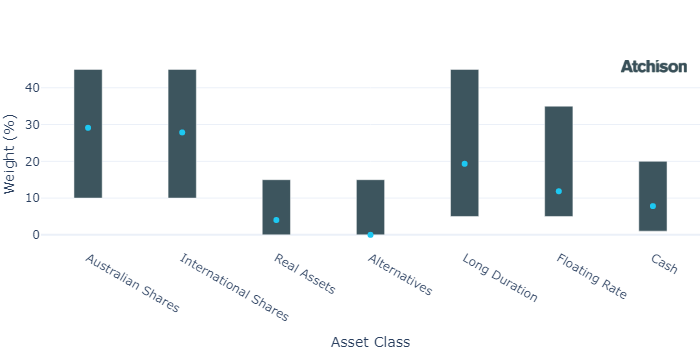 Atchison
40
30
20
10
0
Weight (%)
Australian Shares
International Shares
Real Assets
Alternatives
Long Duration
Floating Rate
Cash
Asset Class